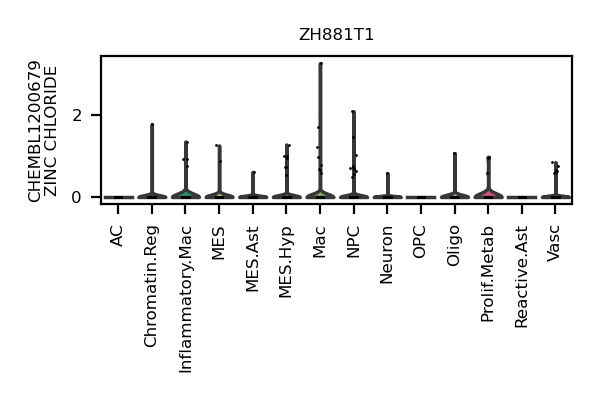 ZH881T1
CHEMBL1200679
ZINC CHLORIDE
2
0
AC
Chromatin.Reg
Inflammatory.Mac
MES
MES.Ast
MES.Hyp
Mac
NPC
Neuron
OPC
Oligo
Prolif.Metab
Reactive.Ast
Vasc